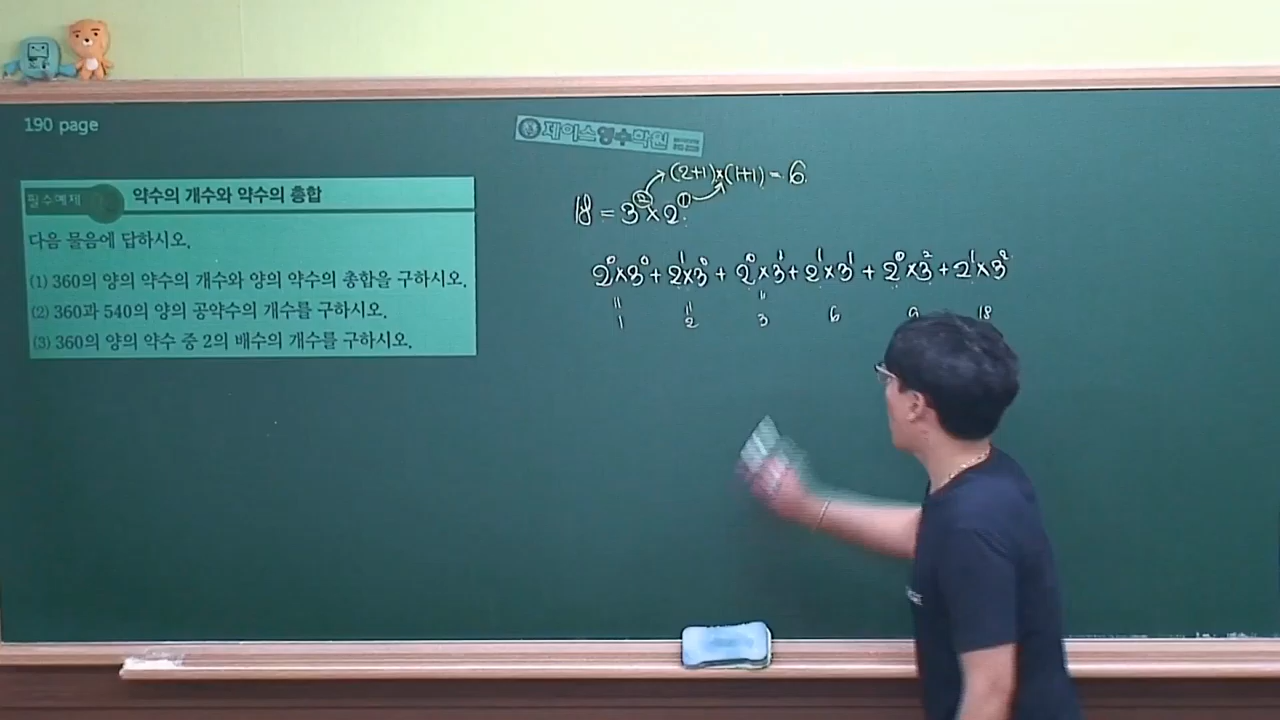 190 page
제이스영수학원
필수예제 약수의 개수와 약수의 총합
다음 물음에 답하시오.
(1) 360의 양의 약수의 개수와 양의 약수의 총합을 구하시오.
(2) 360과 540의 양의 공약수의 개수를 구하시오.
(3) 360의 양의 약수 중 2의 배수의 개수를 구하시오.
(2+1)×(1+1) = 6
18 = 3²×2¹
2⁰×3⁰ + 2¹×3⁰ + 2⁰×3¹ + 2¹×3¹ + 2⁰×3² + 2¹×3²
" " "
1 2 3 6 9 18